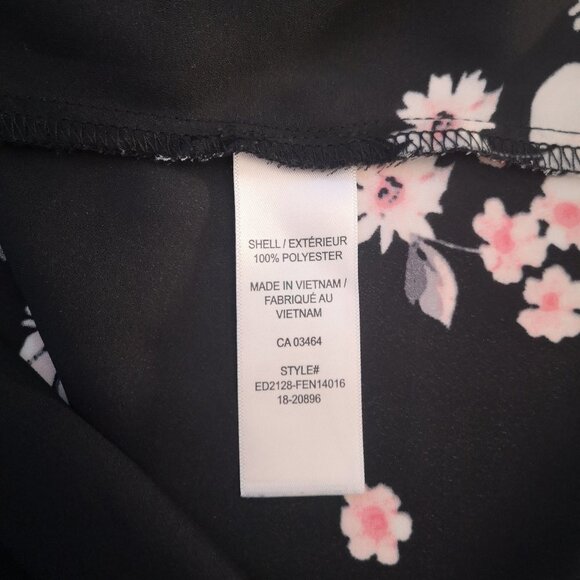 SHELL / EXTÉRIEUR
100% POLYESTER
MADE IN VIETNAM /
FABRIQUÉ AU
VIETNAM
CA 03464
STYLE#
ED2128-FEN14016
18-20896